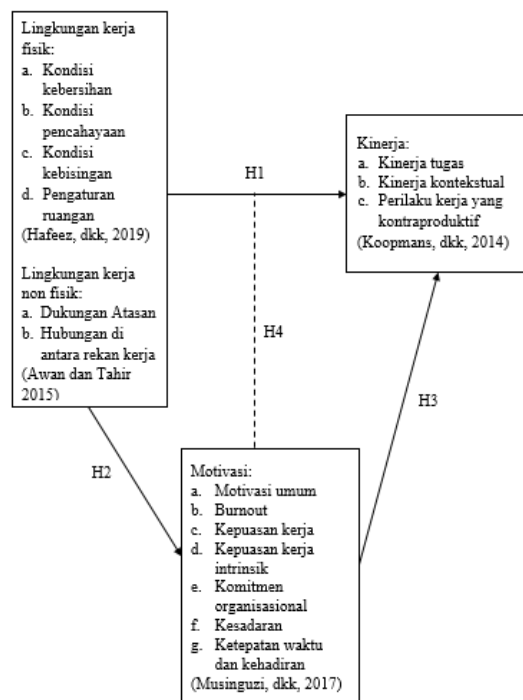 Lingkungan kerja
fisik:
a. Kondisi
kebersihan
b. Kondisi
pencahayaan
c. Kondisi
kebisingan
d. Pengaturan
ruangan
(Hafeez, dkk, 2019)
Lingkungan kerja
non fisik:
a. Dukungan Atasan
b. Hubungan di
antara rekan kerja
(Awan dan Tahir
2015)
H1
Kinerja:
a. Kinerja tugas
b. Kinerja kontekstual
c. Perilaku kerja yang
kontraproduktif
(Koopmans, dkk, 2014)
H4
H3
H2
Motivasi:
a. Motivasi umum
b. Burnout
c. Kepuasan kerja
d. Kepuasan kerja
intrinsik
e. Komitmen
organisasional
f. Kesadaran
g. Ketepatan waktu
dan kehadiran
(Musinguzi, dkk, 2017)